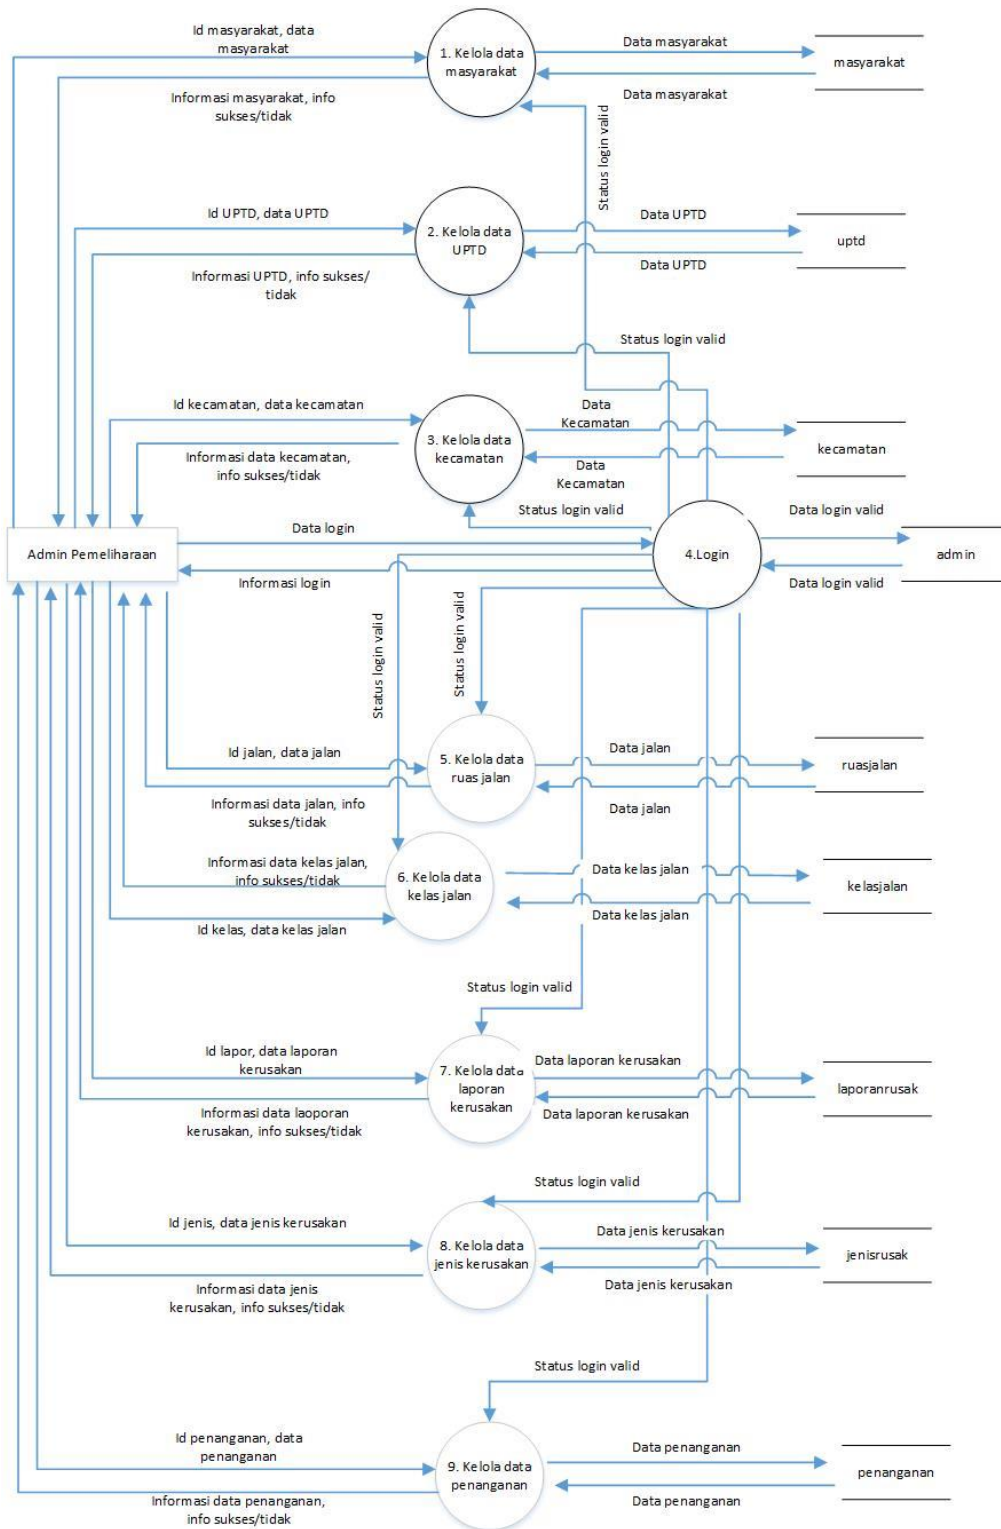 Id masyarakat, data
masyarakat
1. Kelola data
masyarakat
Data masyarakat
masyarakat
Informasi masyarakat, info
sukses/tidak
Data masyarakat
Status login valid
Id UPTD, data UPTD
2. Kelola data
UPTD
Data UPTD
uptd
Informasi UPTD, info sukses/
tidak
Data UPTD
Status login valid
Id kecamatan, data kecamatan
3. Kelola data
kecamatan
Data
Kecamatan
kecamatan
Informasi data kecamatan,
info sukses/tidak
Data
Kecamatan
Status login valid
Admin Pemeliharaan
Data login
4.Login
Data login valid
admin
Informasi login
Data login valid
Status login valid
Status login valid
Id jalan, data jalan
5. Kelola data
ruas jalan
Data jalan
ruasjalan
Informasi data jalan, info
sukses/tidak
Data jalan
Informasi data kelas jalan,
info sukses/tidak
6. Kelola data
kelas jalan
Data kelas jalan
kelasjalan
Id kelas, data kelas jalan
Data kelas jalan
Status login valid
Id lapor, data laporan
kerusakan
7. Kelola data
laporan
kerusakan
Data laporan kerusakan
laporanrusak
Informasi data laoporan
kerusakan, info sukses/tidak
Data laporan kerusakan
Status login valid
Id jenis, data jenis kerusakan
8. Kelola data
jenis kerusakan
Data jenis kerusakan
jenisrusak
Informasi data jenis
kerusakan, info sukses/tidak
Data jenis kerusakan
Status login valid
Id penanganan, data
penanganan
9. Kelola data
penanganan
Data penanganan
penanganan
Informasi data penanganan,
info sukses/tidak
Data penanganan